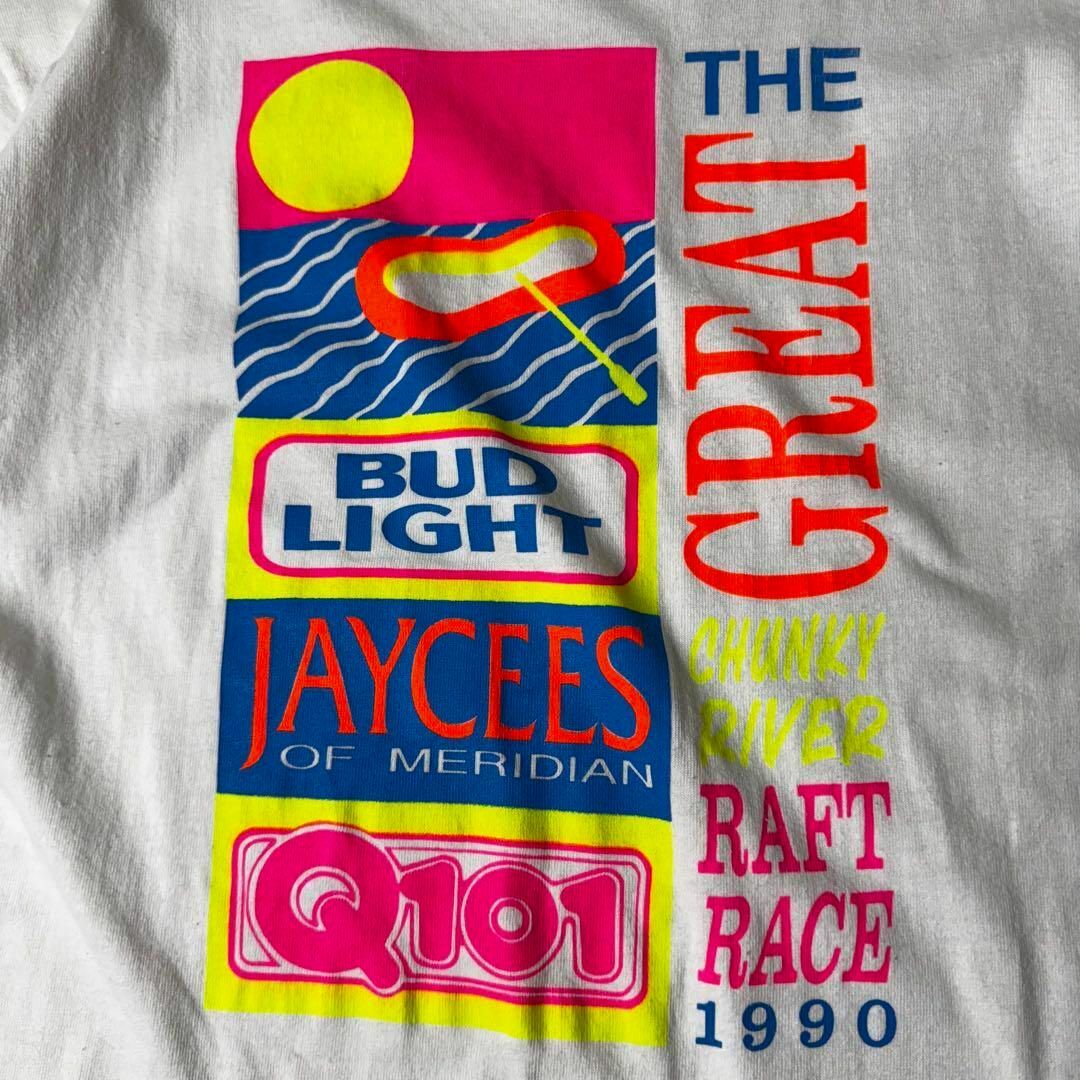 THE
GREAT
CHUNKY
RIVER
RAFT
RACE
1990
BUD
LIGHT
JAYCEES
OF MERIDIAN
Q101